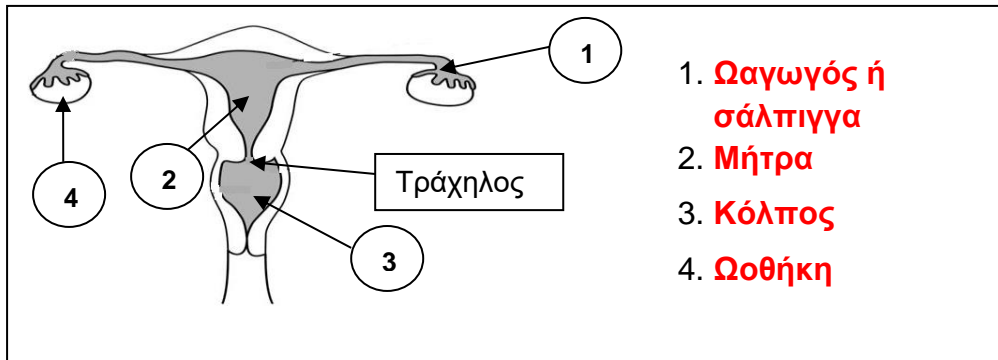 1
2
3
4
Τράχηλος
1. Ωαγωγός ή
σάλπιγγα
2. Μήτρα
3. Κόλπος
4. Ωοθήκη